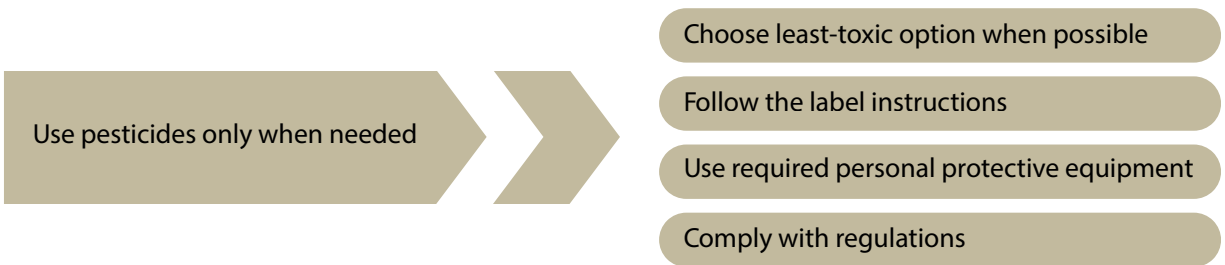 Use pesticides only when needed
Choose least-toxic option when possible
Follow the label instructions
Use required personal protective equipment
Comply with regulations